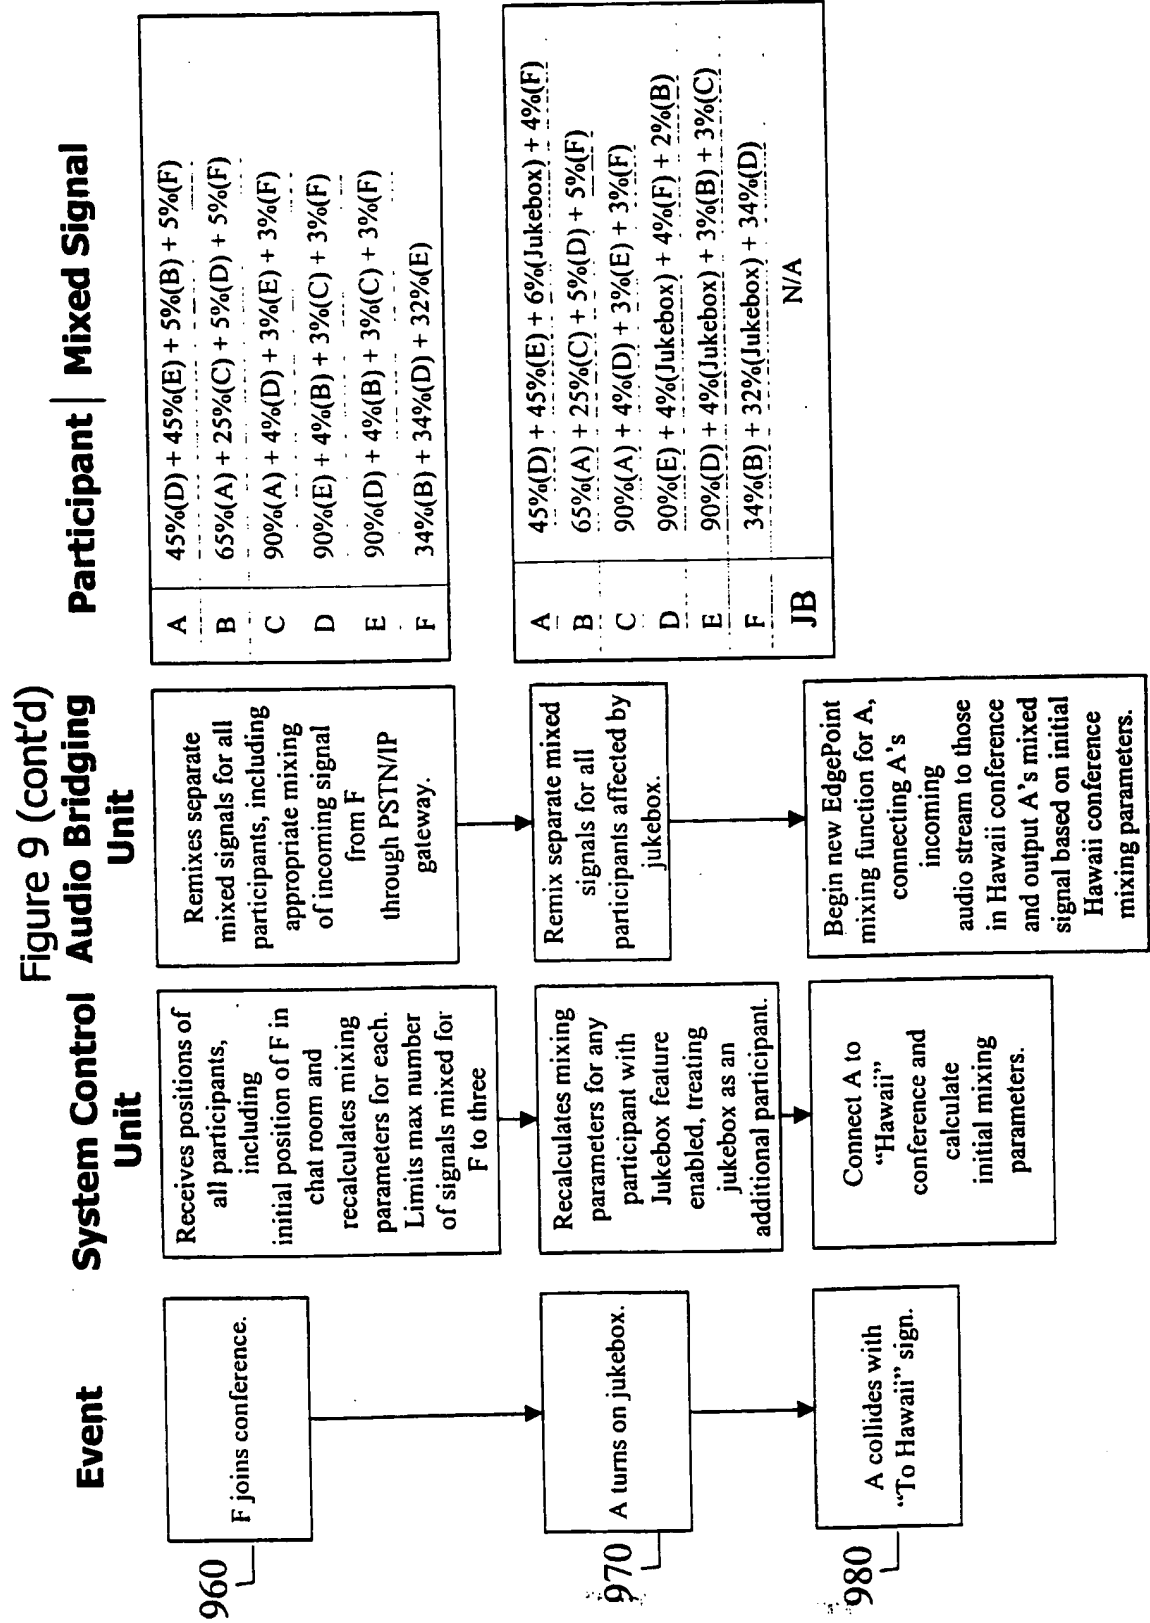 Figure 9 (cont'd)
Event
System Control
Unit
Audio Bridging
Unit
Participant | Mixed Signal
960
F joins conference.
Receives positions of
all participants,
including
initial position of F in
chat room and
recalculates mixing
parameters for each.
Limits max number
of signals mixed for
F to three
Remixes separate
mixed signals for all
participants, including
appropriate mixing
of incoming signal
from F
through PSTN/IP
gateway.
A 45%(D) + 45%(E) + 5%(B) + 5%(F)
B 65%(A) + 25%(C) + 5%(D) + 5%(F)
C 90%(A) + 4%(D) + 3%(E) + 3%(F)
D 90%(E) + 4%(B) + 3%(C) + 3%(F)
E 90%(D) + 4%(B) + 3%(C) + 3%(F)
F 34%(B) + 34%(D) + 32%(E)
970
A turns on jukebox.
Recalculates mixing
parameters for any
participant with
Jukebox feature
enabled, treating
jukebox as an
additional participant.
Remix separate mixed
signals for all
participants affected by
jukebox.
A 45%(D) + 45%(E) + 6%(Jukebox) + 4%(F)
B 65%(A) + 25%(C) + 5%(D) + 5%(F)
C 90%(A) + 4%(D) + 3%(E) + 3%(F)
D 90%(E) + 4%(Jukebox) + 4%(F) + 2%(B)
E 90%(D) + 4%(Jukebox) + 3%(B) + 3%(C)
F 34%(B) + 32%(Jukebox) + 34%(D)
JB N/A
980
A collides with
"To Hawaii" sign.
Connect A to
"Hawaii"
conference and
calculate
initial mixing
parameters.
Begin new EdgePoint
mixing function for A,
connecting A's
incoming
audio stream to those
in Hawaii conference
and output A's mixed
signal based on initial
Hawaii conference
mixing parameters.